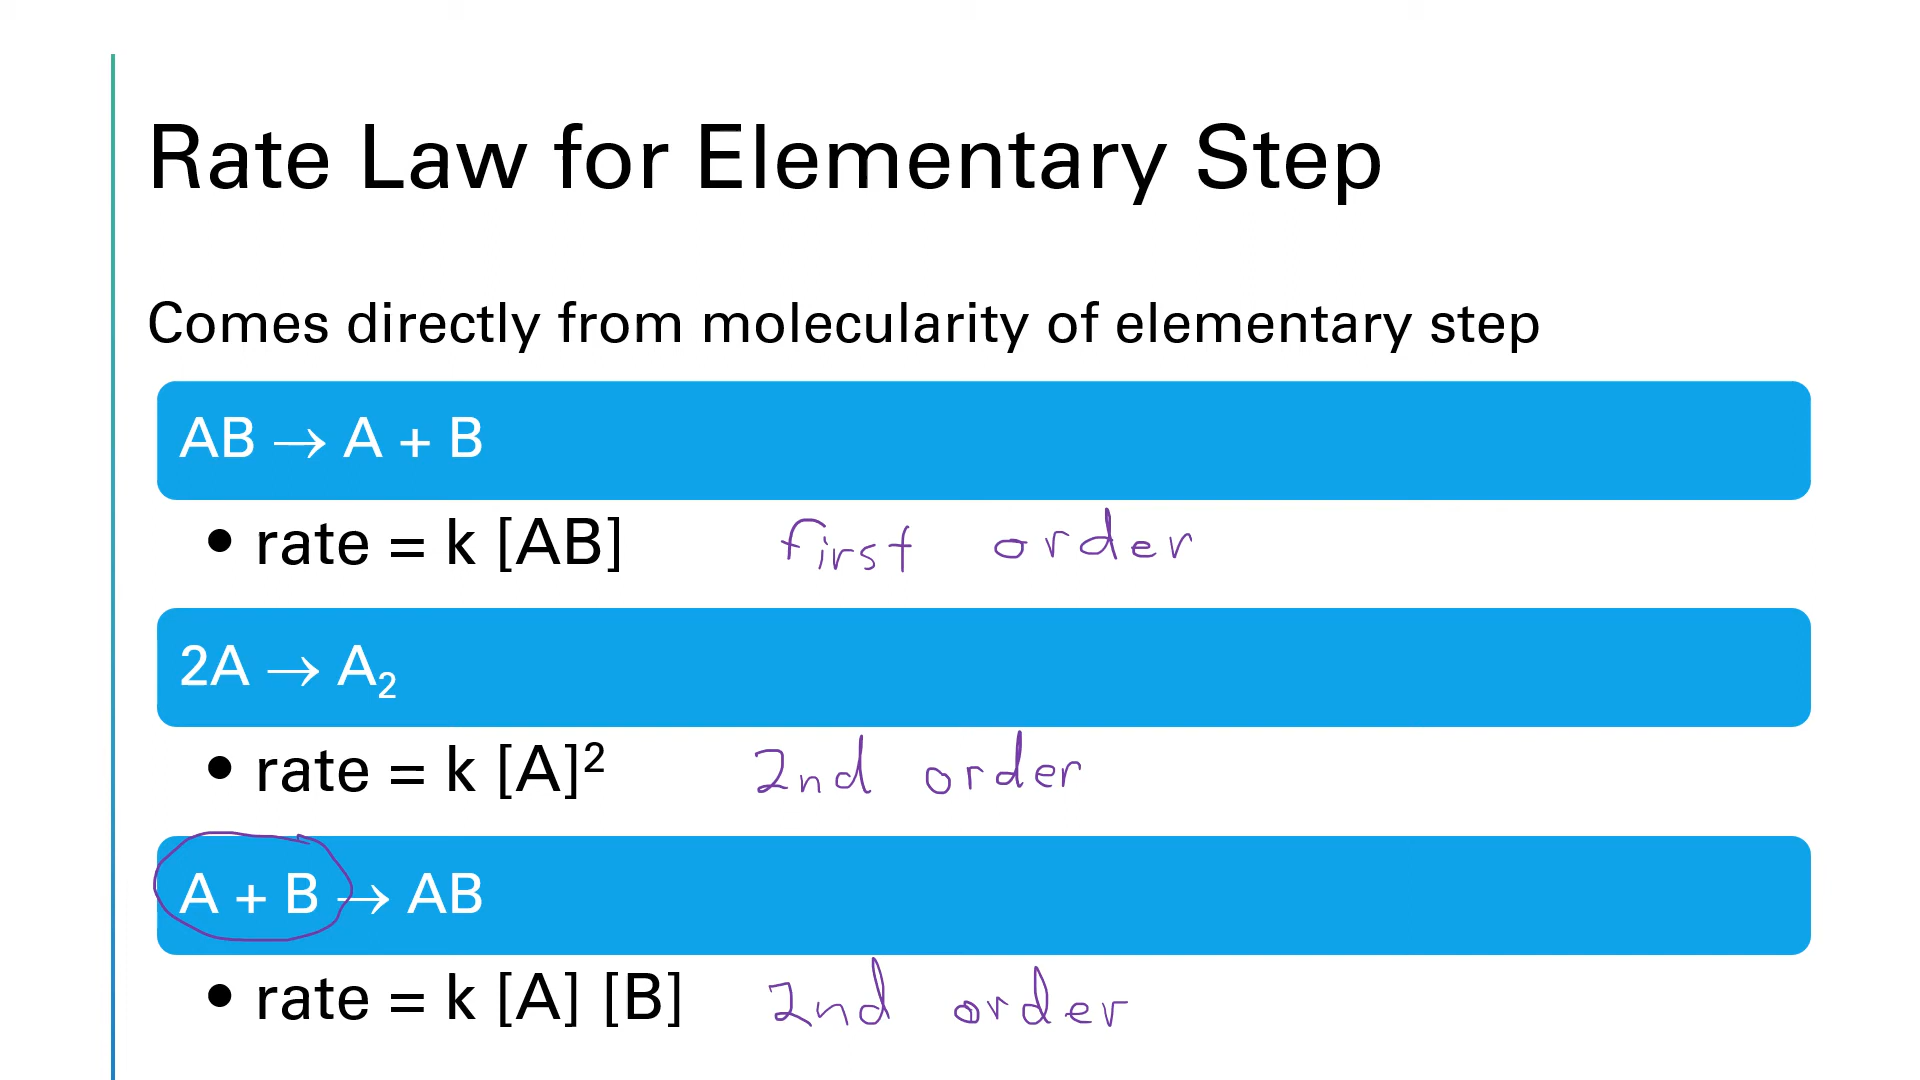 Rate Law for Elementary Step
Comes directly from molecularity of elementary step
AB → A + B
• rate = k [AB] first order
2A → A₂
• rate = k [A]² 2nd order
A + B → AB
• rate = k [A] [B] 2nd order